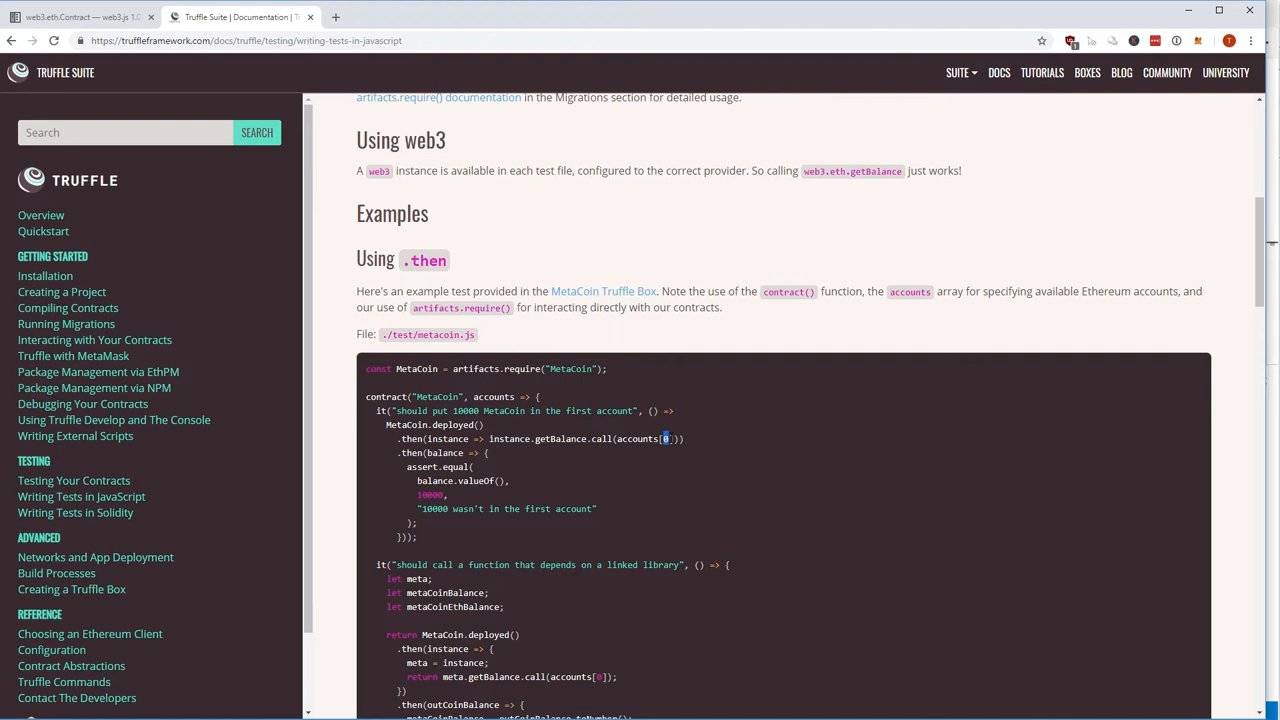 web3.eth.Contract — web3.js 1.0
Truffle Suite | Documentation | T
https://truffleframework.com/docs/truffle/testing/writing-tests-in-javascript
1
T
TRUFFLE SUITE
SUITE
DOCS
TUTORIALS
BOXES
BLOG
COMMUNITY
UNIVERSITY
Search
SEARCH
TRUFFLE
Overview
Quickstart
GETTING STARTED
Installation
Creating a Project
Compiling Contracts
Running Migrations
Interacting with Your Contracts
Truffle with MetaMask
Package Management via EthPM
Package Management via NPM
Debugging Your Contracts
Using Truffle Develop and The Console
Writing External Scripts
TESTING
Testing Your Contracts
Writing Tests in JavaScript
Writing Tests in Solidity
ADVANCED
Networks and App Deployment
Build Processes
Creating a Truffle Box
REFERENCE
Choosing an Ethereum Client
Configuration
Contract Abstractions
Truffle Commands
Contact The Developers
artifacts.require() documentation in the Migrations section for detailed usage.
Using web3
A web3 instance is available in each test file, configured to the correct provider. So calling web3.eth.getBalance just works!
Examples
Using .then
Here's an example test provided in the MetaCoin Truffle Box. Note the use of the contract() function, the accounts array for specifying available Ethereum accounts, and
our use of artifacts.require() for interacting directly with our contracts.
File: ./test/metacoin.js
const MetaCoin = artifacts.require("MetaCoin");
contract("MetaCoin", accounts => {
it("should put 10000 MetaCoin in the first account", () =>
MetaCoin.deployed()
.then(instance => instance.getBalance.call(accounts[0]))
.then(balance => {
assert.equal(
balance.valueOf(),
10000,
"10000 wasn't in the first account"
);
}));
it("should call a function that depends on a linked library", () => {
let meta;
let metaCoinBalance;
let metaCoinEthBalance;
return MetaCoin.deployed()
.then(instance => {
meta = instance;
return meta.getBalance.call(accounts[0]);
})
.then(outCoinBalance => {
metaCoinBalance = outCoinBalance.toNumber();